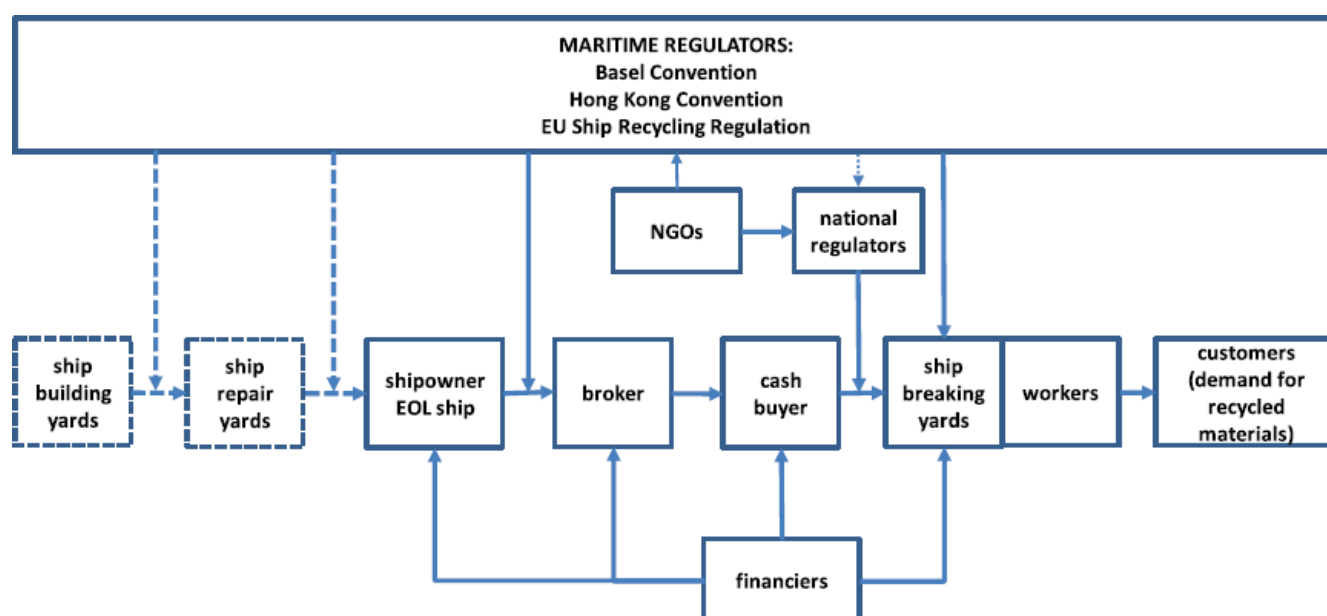 MARITIME REGULATORS:
Basel Convention
Hong Kong Convention
EU Ship Recycling Regulation
NGOs
national
regulators
ship
building
yards
ship
repair
yards
shipowner
EOL ship
broker
cash
buyer
ship
breaking
yards
workers
customers
(demand for
recycled
materials)
financiers